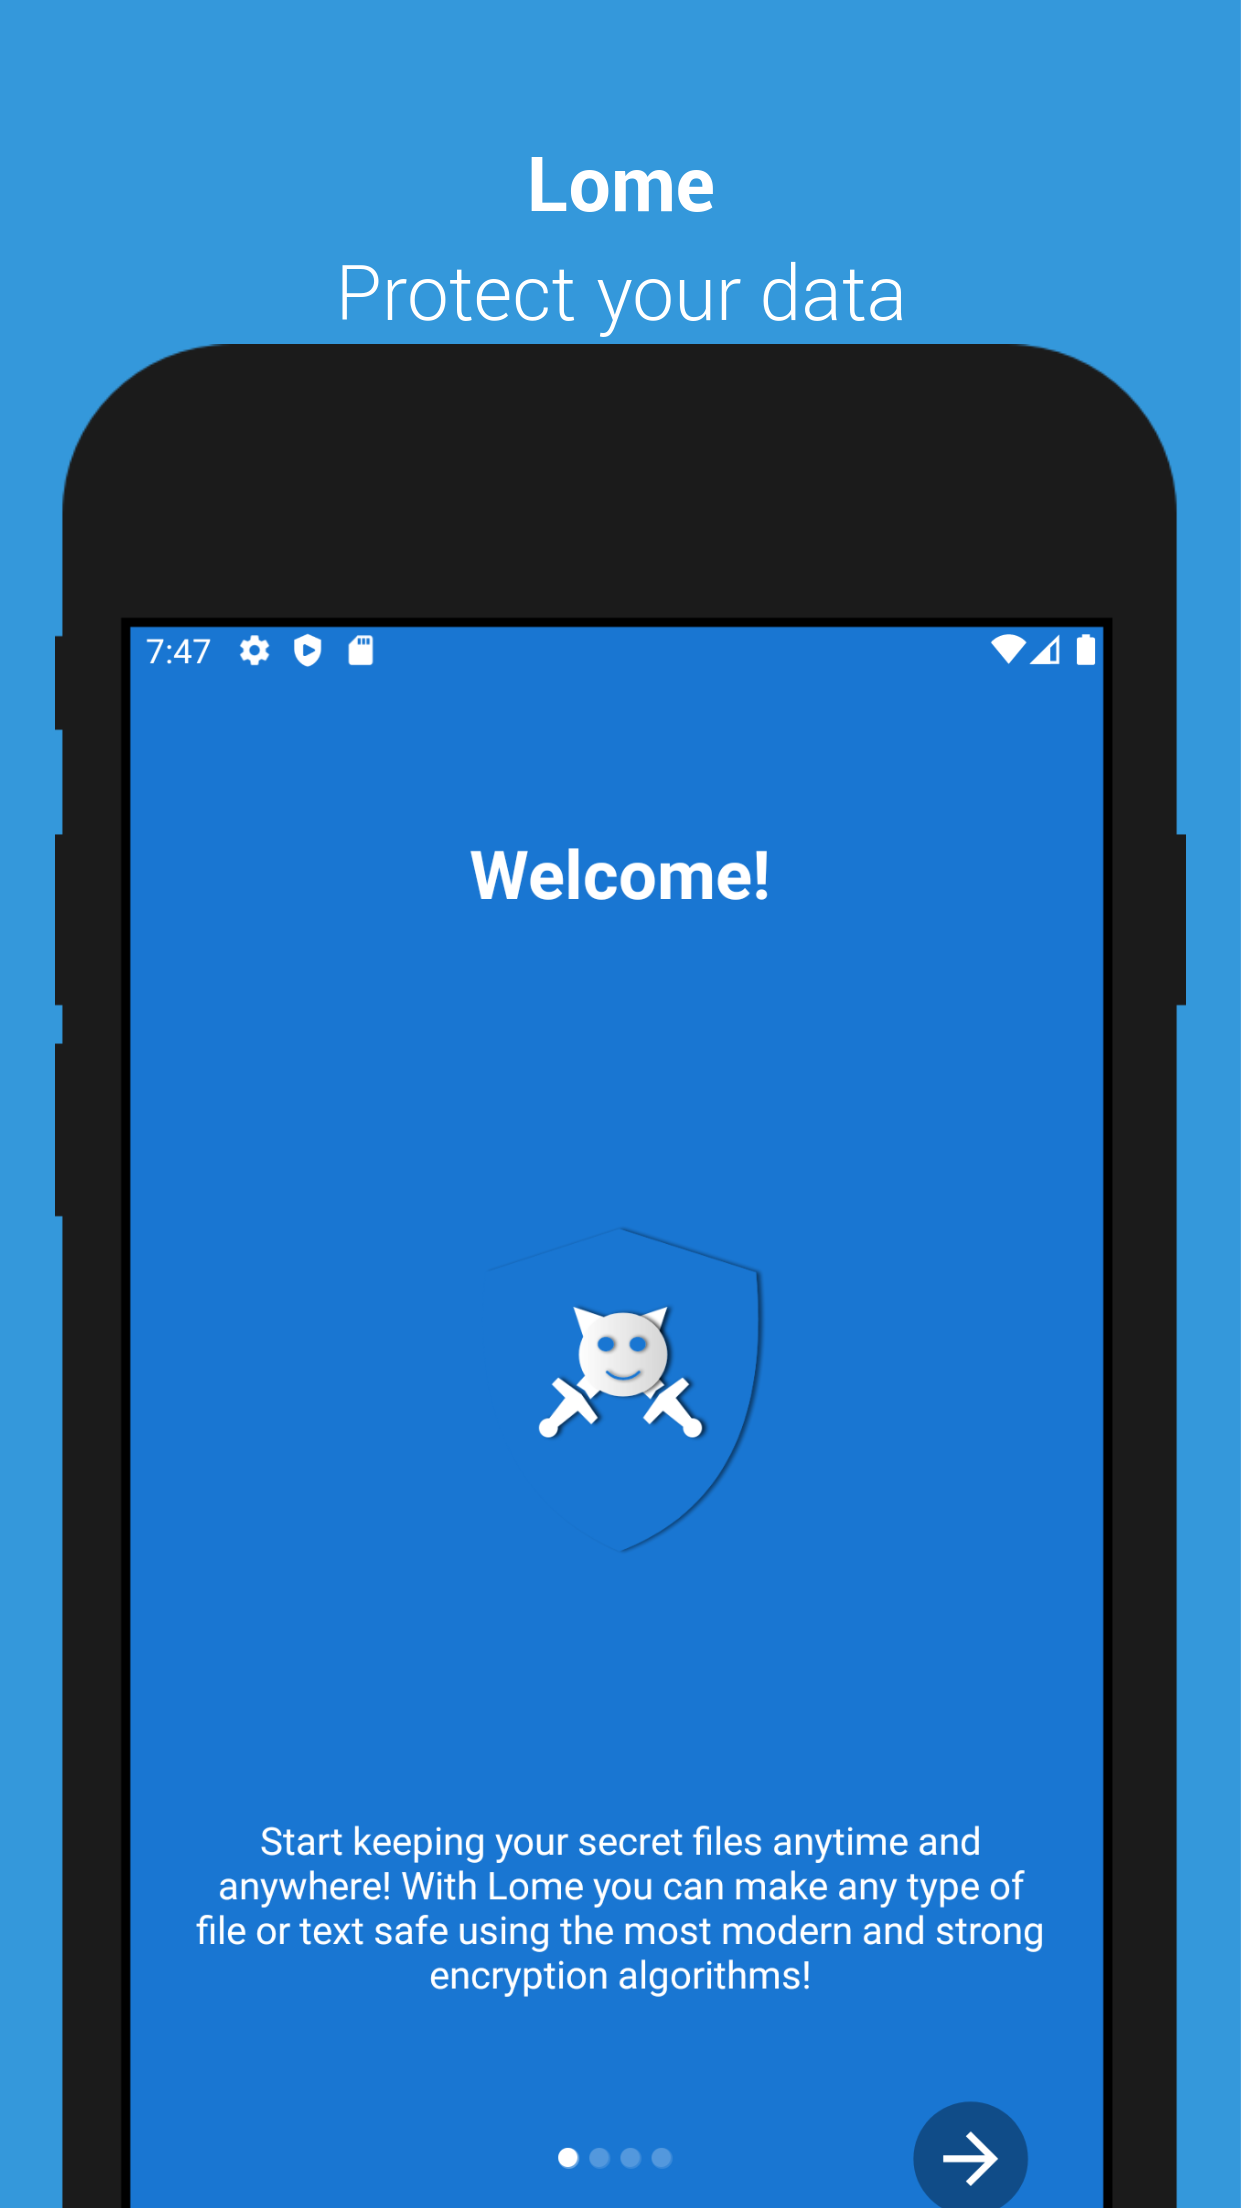 Lome
Protect your data
7:47
Welcome!
Start keeping your secret files anytime and
anywhere! With Lome you can make any type of
file or text safe using the most modern and strong
encryption algorithms!